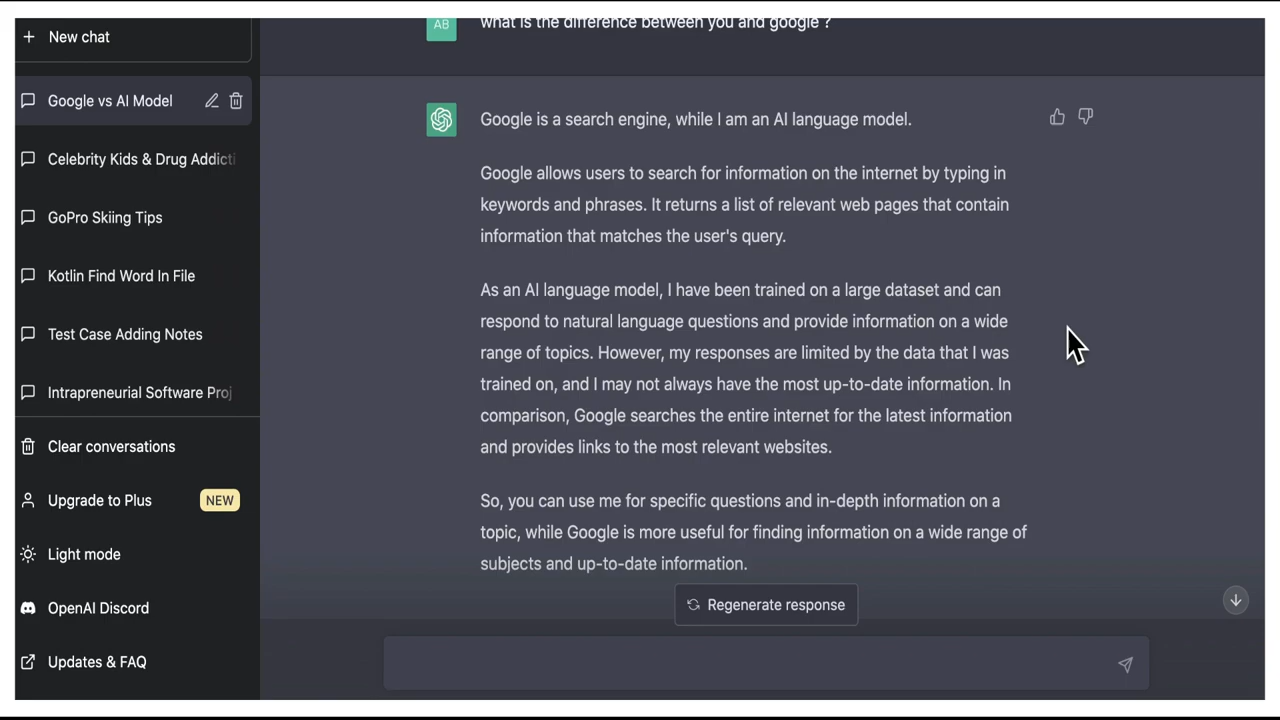 New chat
Google vs AI Model
Celebrity Kids & Drug Addicti
GoPro Skiing Tips
Kotlin Find Word In File
Test Case Adding Notes
Intrapreneurial Software Proj
Clear conversations
Upgrade to Plus NEW
Light mode
OpenAI Discord
Updates & FAQ
AB
what is the difference between you and google ?
Google is a search engine, while I am an AI language model.
Google allows users to search for information on the internet by typing in
keywords and phrases. It returns a list of relevant web pages that contain
information that matches the user's query.
As an AI language model, I have been trained on a large dataset and can
respond to natural language questions and provide information on a wide
range of topics. However, my responses are limited by the data that I was
trained on, and I may not always have the most up-to-date information. In
comparison, Google searches the entire internet for the latest information
and provides links to the most relevant websites.
So, you can use me for specific questions and in-depth information on a
topic, while Google is more useful for finding information on a wide range of
subjects and up-to-date information.
Regenerate response